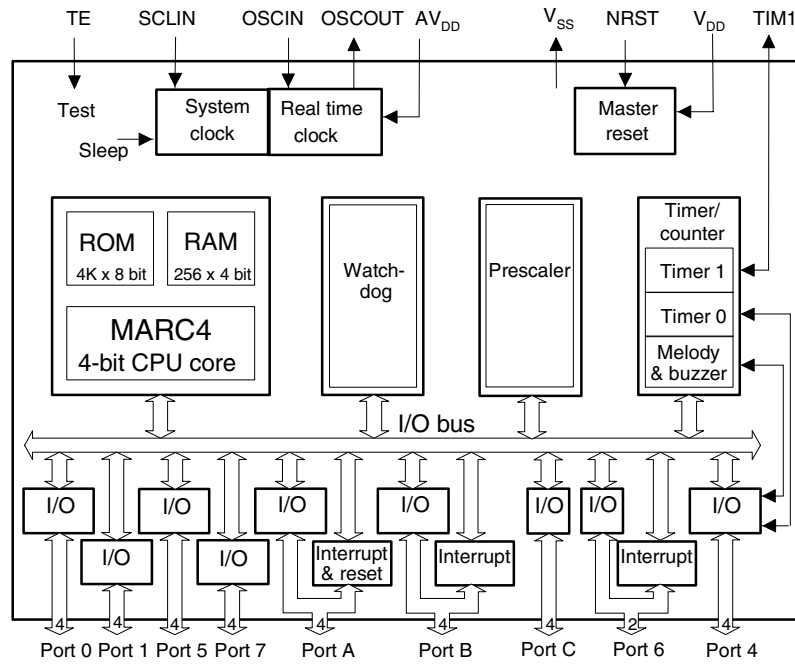 TE SCLIN OSCIN OSCOUT AVDD VSS NRST VDD TIM1
Test
Sleep
System
clock
Real time
clock
Master
reset
ROM
4K x 8 bit
RAM
256 x 4 bit
MARC4
4-bit CPU core
Watch-
dog
Prescaler
Timer/
counter
Timer 1
Timer 0
Melody
& buzzer
I/O bus
I/O I/O I/O I/O I/O I/O I/O
I/O I/O Interrupt
& reset
Interrupt Interrupt
4 4 4 4 4 4 4 2 4
Port 0 Port 1 Port 5 Port 7 Port A Port B Port C Port 6 Port 4